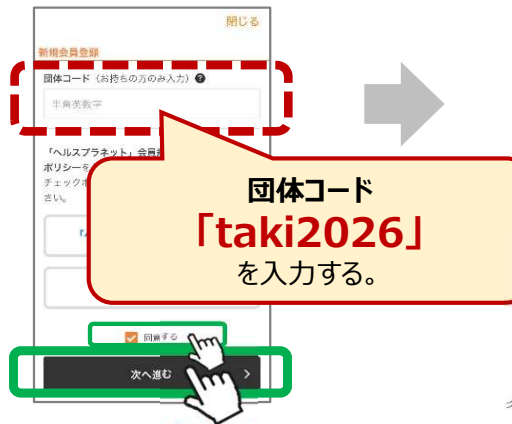 閉じる
新規会員登録
団体コード（お持ちの方のみ入力）?
半角英数字
「ヘルスプラネット」会員
ポリシーを
チェックボ
さい。
団体コード
「taki2026」
を入力する。
同意する
次へ進む >